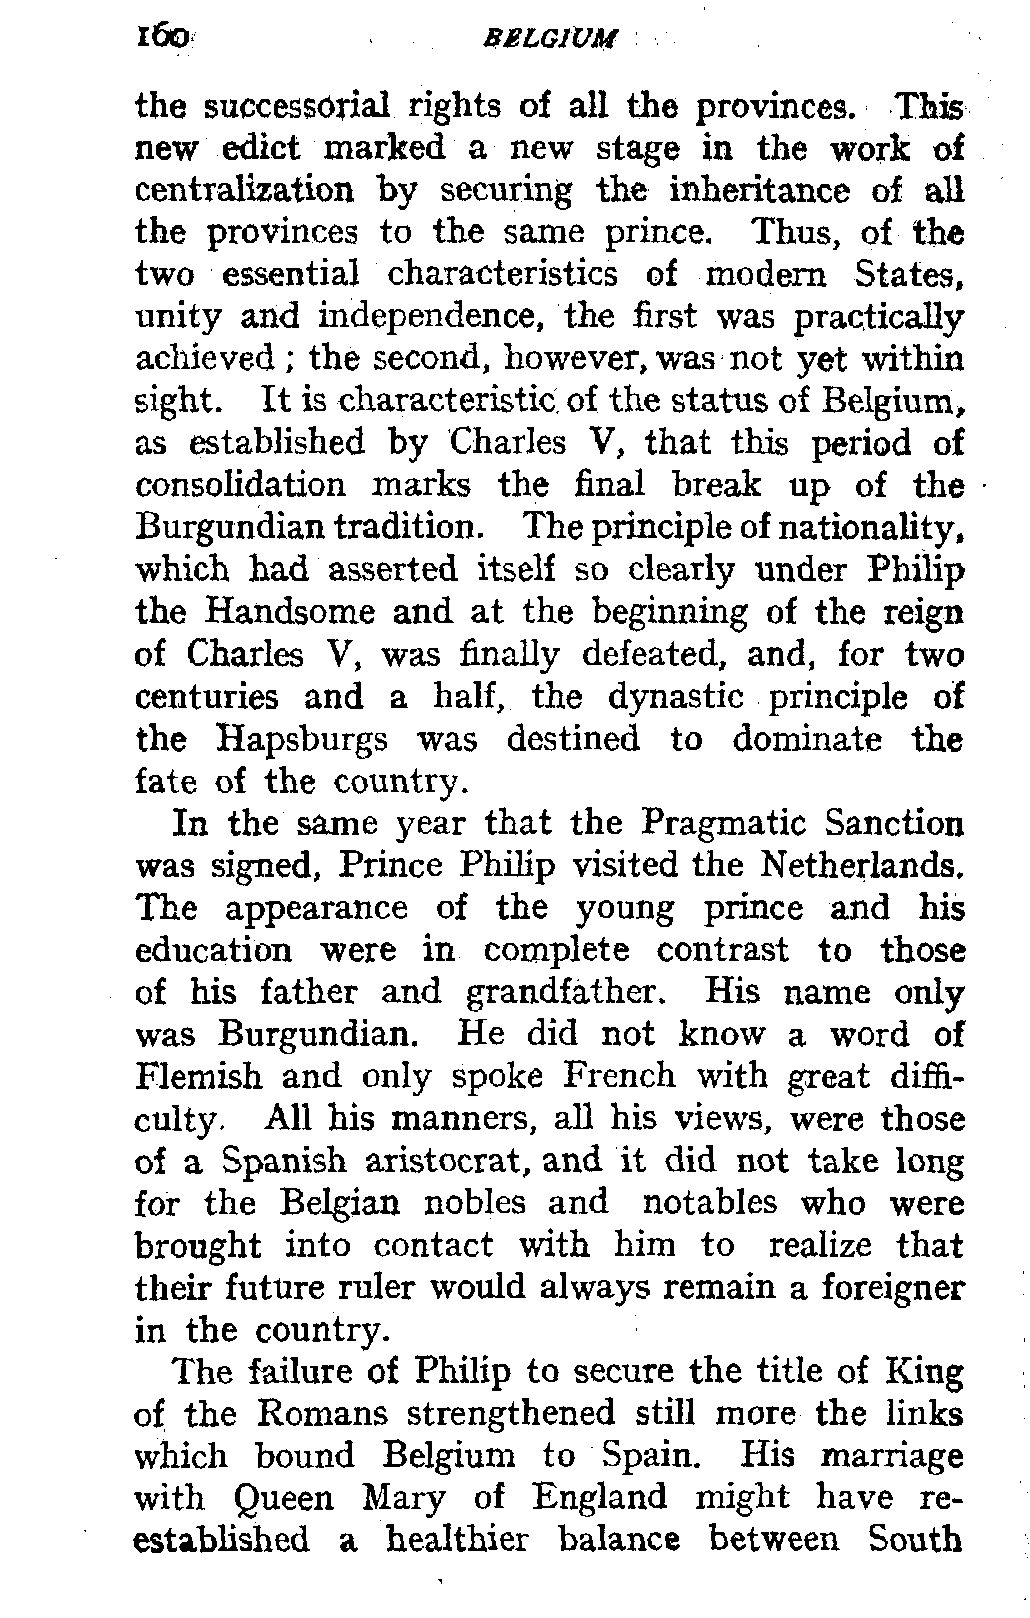 160 BELGIUM
the successorial rights of all the provinces. This
new edict marked a new stage in the work of
centralization by securing the inheritance of all
the provinces to the same prince. Thus, of the
two essential characteristics of modern States,
unity and independence, the first was practically
achieved ; the second, however, was not yet within
sight. It is characteristic of the status of Belgium,
as established by Charles V, that this period of
consolidation marks the final break up of the
Burgundian tradition. The principle of nationality,
which had asserted itself so clearly under Philip
the Handsome and at the beginning of the reign
of Charles V, was finally defeated, and, for two
centuries and a half, the dynastic principle of
the Hapsburgs was destined to dominate the
fate of the country.
In the same year that the Pragmatic Sanction
was signed, Prince Philip visited the Netherlands.
The appearance of the young prince and his
education were in complete contrast to those
of his father and grandfather. His name only
was Burgundian. He did not know a word of
Flemish and only spoke French with great diffi-
culty. All his manners, all his views, were those
of a Spanish aristocrat, and it did not take long
for the Belgian nobles and notables who were
brought into contact with him to realize that
their future ruler would always remain a foreigner
in the country.
The failure of Philip to secure the title of King
of the Romans strengthened still more the links
which bound Belgium to Spain. His marriage
with Queen Mary of England might have re-
established a healthier balance between South